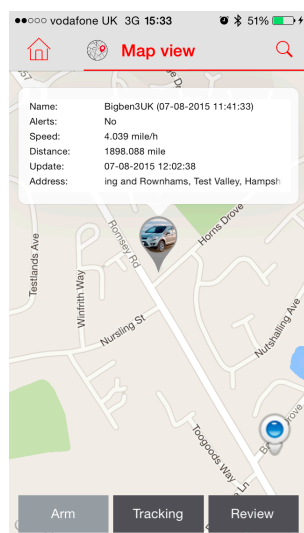 vodafone UK 3G 15:33 51%
Map view
Name: Bigben3UK (07-08-2015 11:41:33)
Alerts: No
Speed: 4.039 mile/h
Distance: 1898.088 mile
Update: 07-08-2015 12:02:38
Address: ing and Rownhams, Test Valley, Hampsh
Romsey Rd
Horns Drove
Testlands Ave
Winfrith Way
Nursling St
Nutshalling Ave
Toogoods Way
Arm Tracking Review